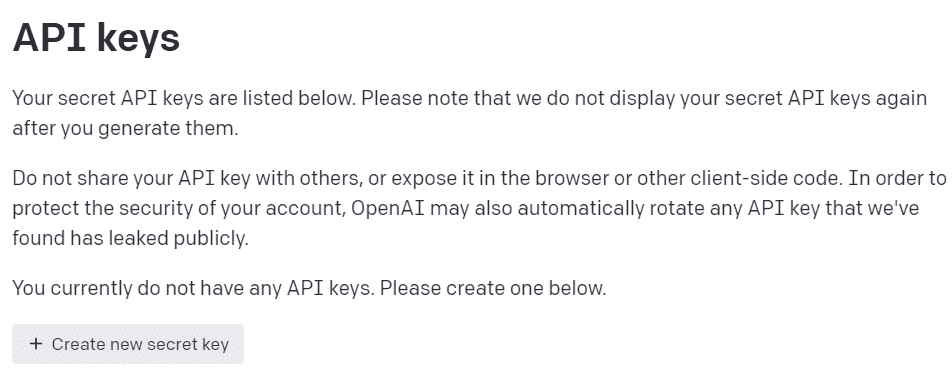 API keys
Your secret API keys are listed below. Please note that we do not display your secret API keys again
after you generate them.
Do not share your API key with others, or expose it in the browser or other client-side code. In order to
protect the security of your account, OpenAI may also automatically rotate any API key that we've
found has leaked publicly.
You currently do not have any API keys. Please create one below.
+ Create new secret key